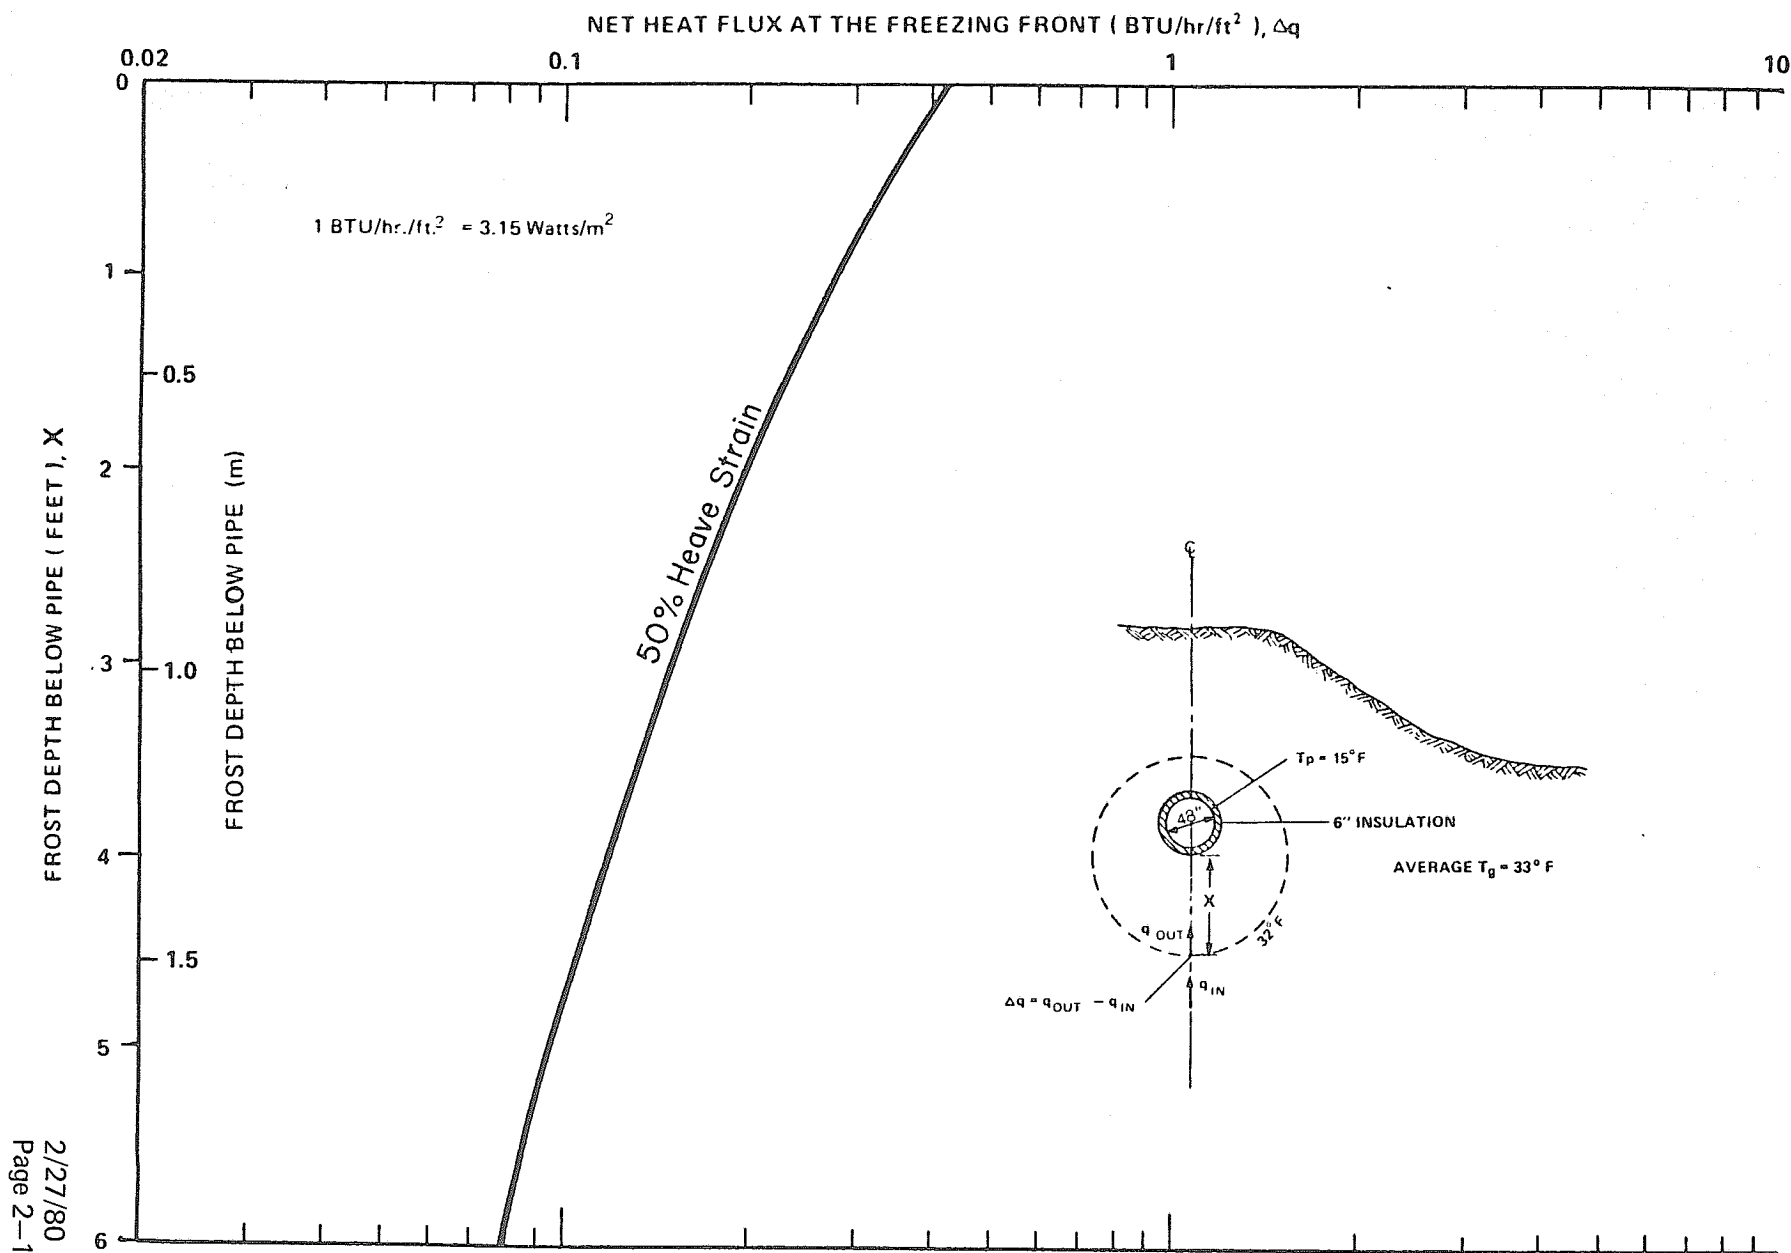 NET HEAT FLUX AT THE FREEZING FRONT ( BTU/hr/ft² ), Δq
0.02 0.1 1 10
0
1 BTU/hr./ft.² = 3.15 Watts/m²
1
0.5
2
3
1.0
4
1.5
5
6
FROST DEPTH BELOW PIPE ( FEET ), X
FROST DEPTH BELOW PIPE (m)
50% Heave Strain
℄
Tp = 15°F
48"
6" INSULATION
AVERAGE Tg = 33° F
X
q OUT
32°F
q IN
Δq = qOUT - qIN
2/27/80
Page 2-1